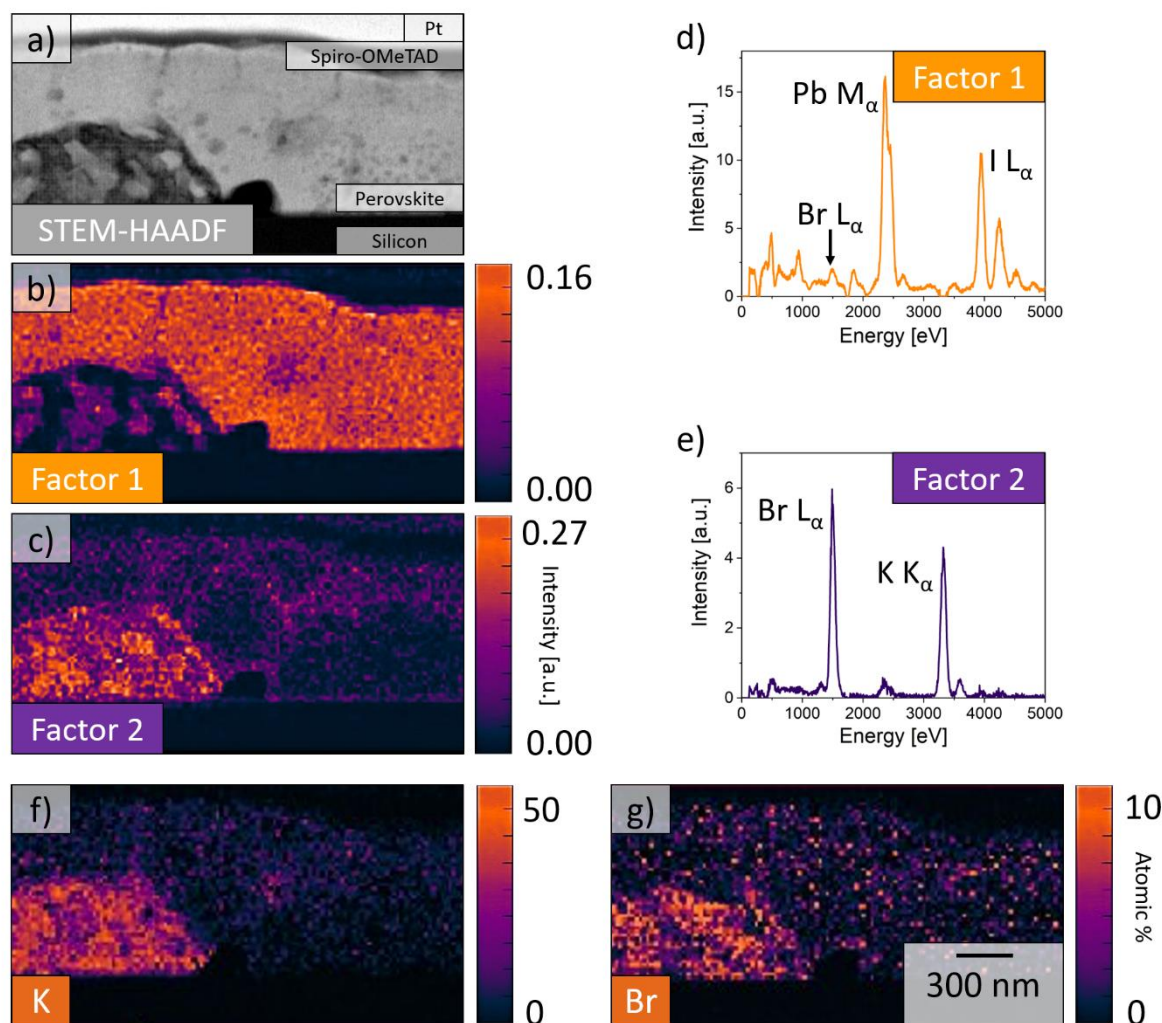 a)
Pt
Spiro-OMeTAD
Perovskite
STEM-HAADF
Silicon
b)
0.16
0.00
Factor 1
c)
0.27
Intensity [a.u.]
0.00
Factor 2
d)
Factor 1
Pb Mα
I Lα
Br Lα
Intensity [a.u.]
15
10
5
0
0 1000 2000 3000 4000 5000
Energy [eV]
e)
Factor 2
Br Lα
K Kα
Intensity [a.u.]
6
4
2
0
0 1000 2000 3000 4000 5000
Energy [eV]
f)
50
0
K
g)
10
Atomic %
0
300 nm
Br